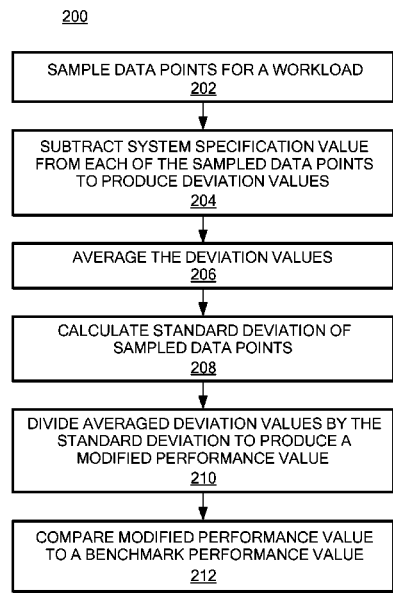 200
SAMPLE DATA POINTS FOR A WORKLOAD
202
SUBTRACT SYSTEM SPECIFICATION VALUE
FROM EACH OF THE SAMPLED DATA POINTS
TO PRODUCE DEVIATION VALUES
204
AVERAGE THE DEVIATION VALUES
206
CALCULATE STANDARD DEVIATION OF
SAMPLED DATA POINTS
208
DIVIDE AVERAGED DEVIATION VALUES BY THE
STANDARD DEVIATION TO PRODUCE A
MODIFIED PERFORMANCE VALUE
210
COMPARE MODIFIED PERFORMANCE VALUE
TO A BENCHMARK PERFORMANCE VALUE
212